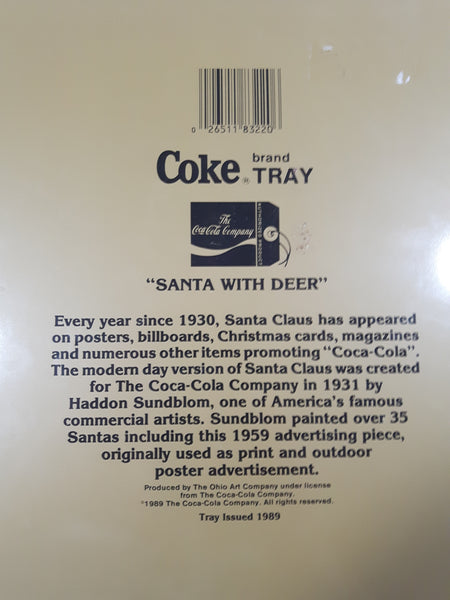 0 26511 83220
Coke® brand TRAY
The
Coca-Cola Company
AUTHORIZED PRODUCT
"SANTA WITH DEER"
Every year since 1930, Santa Claus has appeared
on posters, billboards, Christmas cards, magazines
and numerous other items promoting "Coca-Cola".
The modern day version of Santa Claus was created
for The Coca-Cola Company in 1931 by
Haddon Sundblom, one of America's famous
commercial artists. Sundblom painted over 35
Santas including this 1959 advertising piece,
originally used as print and outdoor
poster advertisement.
Produced by The Ohio Art Company under license
from The Coca-Cola Company.
©1989 The Coca-Cola Company. All rights reserved.
Tray Issued 1989